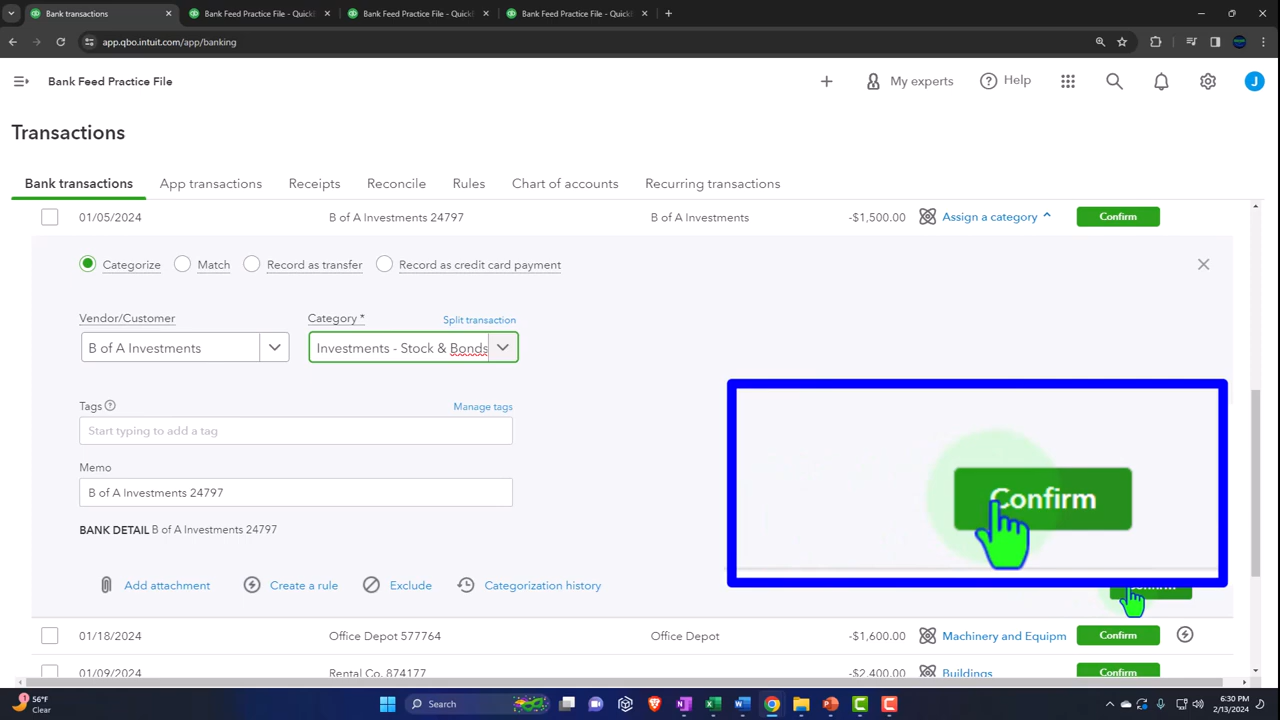 Bank transactions
Bank Feed Practice File - Quick
Bank Feed Practice File - Quick
Bank Feed Practice File - Quick
app.qbo.intuit.com/app/banking
Bank Feed Practice File
My experts
Help
J
Transactions
Bank transactions
App transactions
Receipts
Reconcile
Rules
Chart of accounts
Recurring transactions
01/05/2024 B of A Investments 24797 B of A Investments -$1,500.00 Assign a category Confirm
Categorize
Match
Record as transfer
Record as credit card payment
Vendor/Customer
Category *
Split transaction
B of A Investments
Investments - Stock & Bonds
Tags
Manage tags
Start typing to add a tag
Memo
B of A Investments 24797
Confirm
BANK DETAIL B of A Investments 24797
Add attachment
Create a rule
Exclude
Categorization history
01/18/2024 Office Depot 577764 Office Depot -$1,600.00 Machinery and Equipm Confirm
01/09/2024 Rental Co. 874177 -$2,400.00 Buildings Confirm
1
56°F
Clear
Search
6:30 PM
2/13/2024